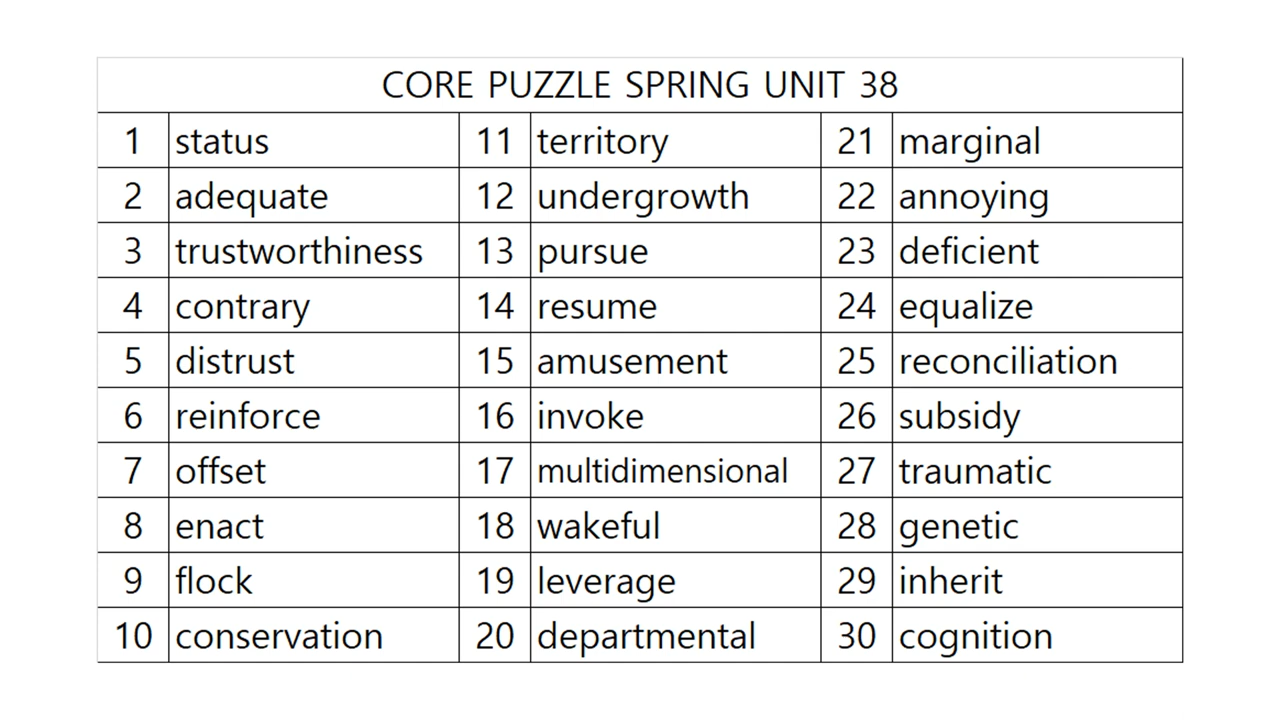 CORE PUZZLE SPRING UNIT 38
1 status 11 territory 21 marginal
2 adequate 12 undergrowth 22 annoying
3 trustworthiness 13 pursue 23 deficient
4 contrary 14 resume 24 equalize
5 distrust 15 amusement 25 reconciliation
6 reinforce 16 invoke 26 subsidy
7 offset 17 multidimensional 27 traumatic
8 enact 18 wakeful 28 genetic
9 flock 19 leverage 29 inherit
10 conservation 20 departmental 30 cognition